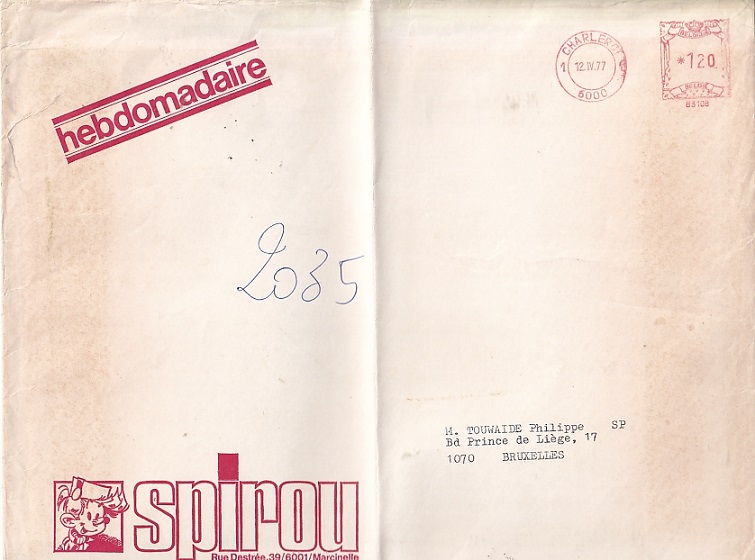 hebdomadaire
CHARLEROI
1
12.IV.77
6000
BELGIQUE
*120
BELGIE
B5108
2035
M. TOUWAIDE Philippe SP
Bd Prince de Liège, 17
1070 BRUXELLES
spirou
Rue Destrée,39/6001/Marcinelle